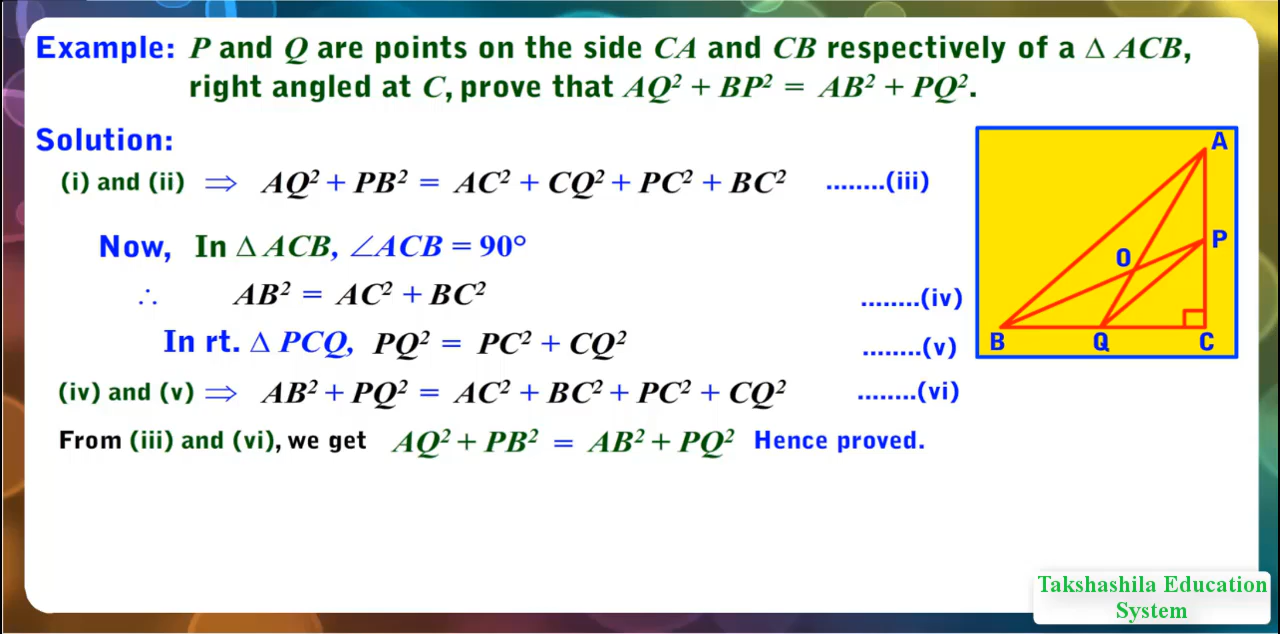 Example: P and Q are points on the side CA and CB respectively of a Δ ACB,
right angled at C, prove that AQ² + BP² = AB² + PQ².
Solution:
(i) and (ii) ⇒ AQ² + PB² = AC² + CQ² + PC² + BC² ........(iii)
Now, In Δ ACB, ∠ACB = 90°
∴ AB² = AC² + BC² ........(iv)
In rt. Δ PCQ, PQ² = PC² + CQ² ........(v)
(iv) and (v) ⇒ AB² + PQ² = AC² + BC² + PC² + CQ² ........(vi)
From (iii) and (vi), we get AQ² + PB² = AB² + PQ² Hence proved.
A
P
O
B Q C
Takshashila Education
System